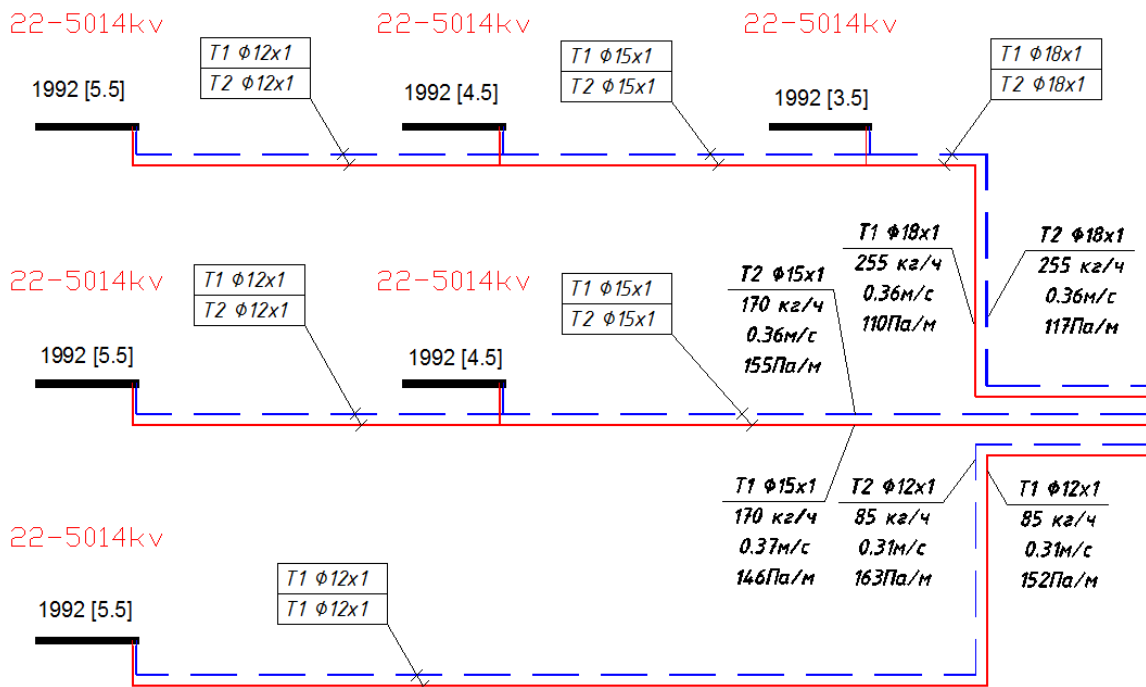 22-5014kv
22-5014kv
22-5014kv
T1 Φ12x1
T2 Φ12x1
T1 Φ15x1
T2 Φ15x1
T1 Φ18x1
T2 Φ18x1
1992 [5.5]
1992 [4.5]
1992 [3.5]
T1 Φ18x1
255 кг/ч
0.36м/с
110Па/м
T2 Φ18x1
255 кг/ч
0.36м/с
117Па/м
T2 Φ15x1
170 кг/ч
0.36м/с
155Па/м
22-5014kv
22-5014kv
T1 Φ12x1
T2 Φ12x1
T1 Φ15x1
T2 Φ15x1
1992 [5.5]
1992 [4.5]
T1 Φ15x1
170 кг/ч
0.37м/с
146Па/м
T2 Φ12x1
85 кг/ч
0.31м/с
163Па/м
T1 Φ12x1
85 кг/ч
0.31м/с
152Па/м
22-5014kv
T1 Φ12x1
T1 Φ12x1
1992 [5.5]